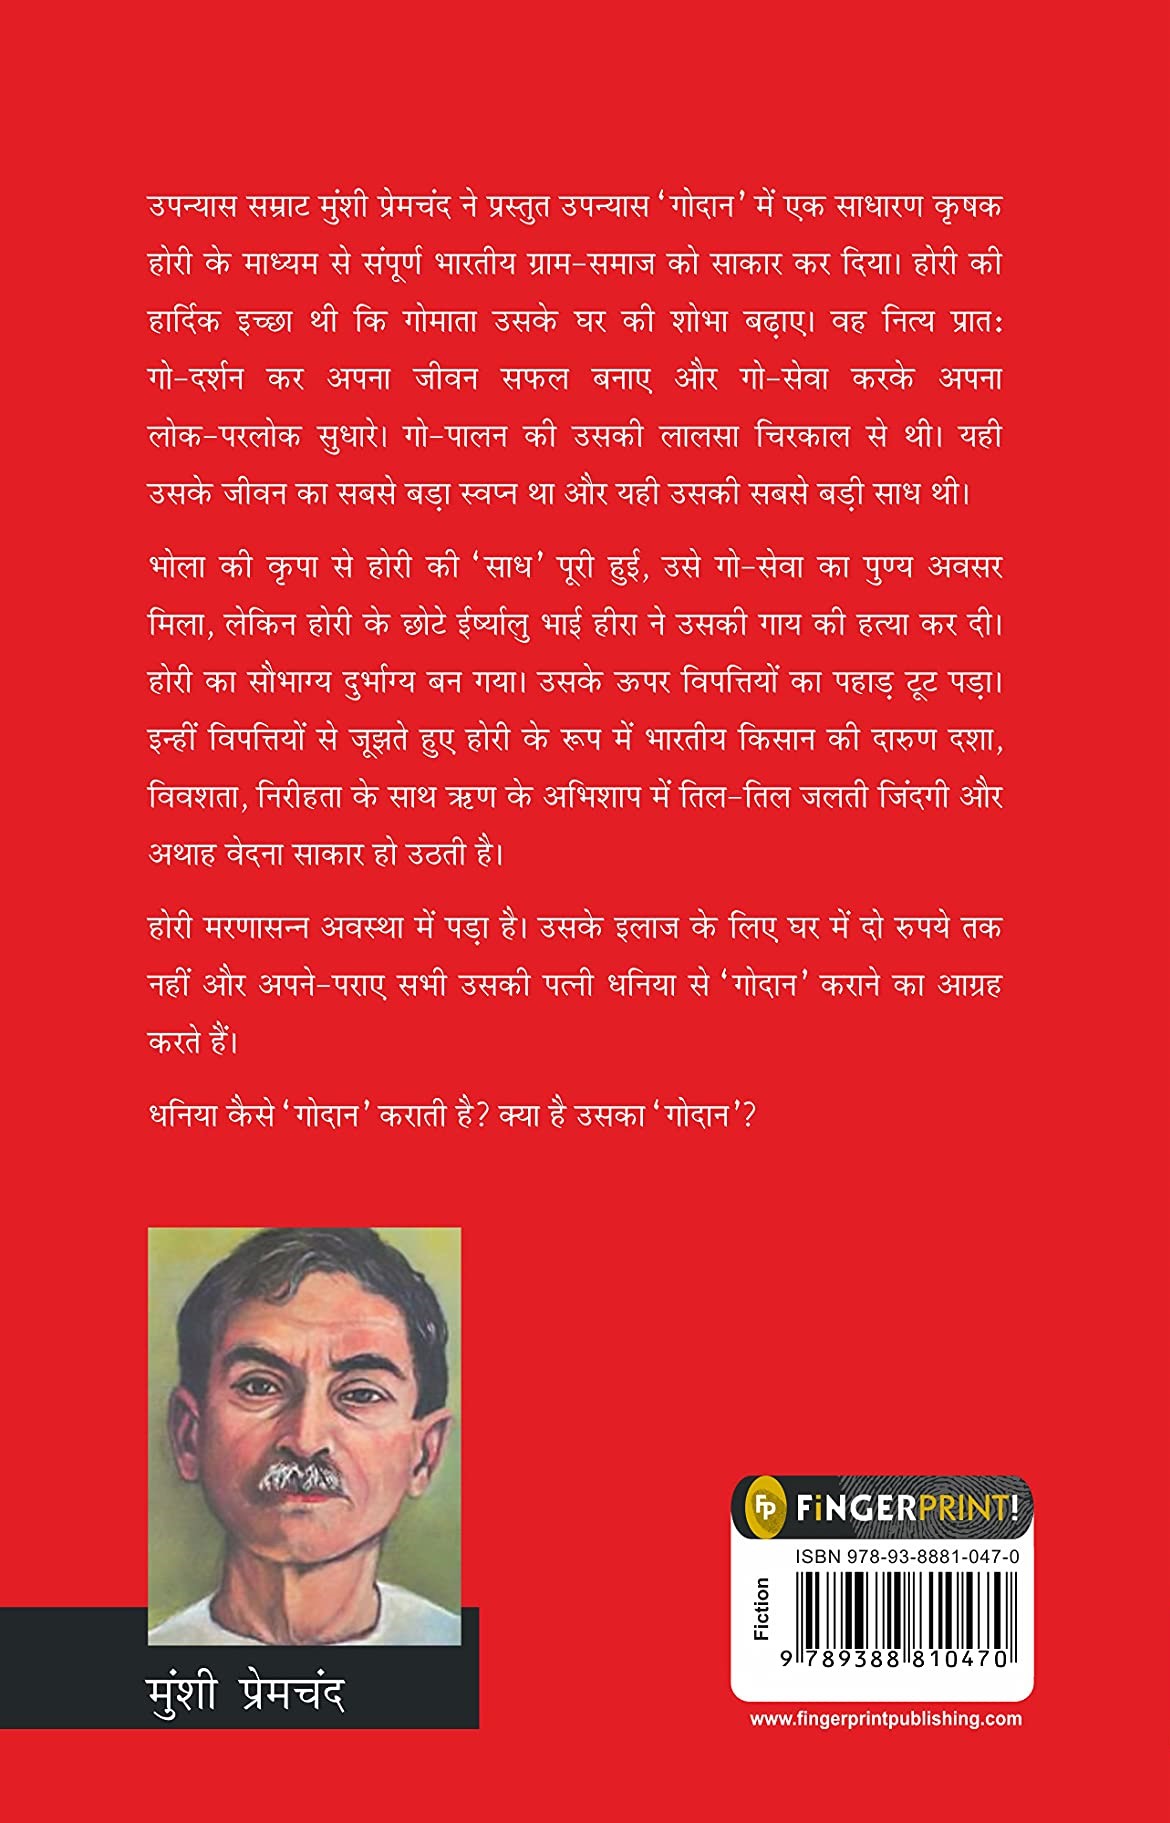 उपन्यास सम्राट मुंशी प्रेमचंद ने प्रस्तुत उपन्यास ‘गोदान’ में एक साधारण कृषक
होरी के माध्यम से संपूर्ण भारतीय ग्राम-समाज को साकार कर दिया। होरी की
हार्दिक इच्छा थी कि गोमाता उसके घर की शोभा बढ़ाए। वह नित्य प्रातः
गो-दर्शन कर अपना जीवन सफल बनाए और गो-सेवा करके अपना
लोक-परलोक सुधारे। गो-पालन की उसकी लालसा चिरकाल से थी। यही
उसके जीवन का सबसे बड़ा स्वप्न था और यही उसकी सबसे बड़ी साध थी।
भोला की कृपा से होरी की ‘साध’ पूरी हुई, उसे गो-सेवा का पुण्य अवसर
मिला, लेकिन होरी के छोटे ईर्ष्यालु भाई हीरा ने उसकी गाय की हत्या कर दी।
होरी का सौभाग्य दुर्भाग्य बन गया। उसके ऊपर विपत्तियों का पहाड़ टूट पड़ा।
इन्हीं विपत्तियों से जूझते हुए होरी के रूप में भारतीय किसान की दारुण दशा,
विवशता, निरीहता के साथ ऋण के अभिशाप में तिल-तिल जलती जिंदगी और
अथाह वेदना साकार हो उठती है।
होरी मरणासन्न अवस्था में पड़ा है। उसके इलाज के लिए घर में दो रुपये तक
नहीं और अपने-पराए सभी उसकी पत्नी धनिया से ‘गोदान’ कराने का आग्रह
करते हैं।
धनिया कैसे ‘गोदान’ कराती है? क्या है उसका ‘गोदान’?
मुंशी प्रेमचंद
FP FiNGERPRINT!
ISBN 978-93-8881-047-0
Fiction
9 789388 810470
www.fingerprintpublishing.com